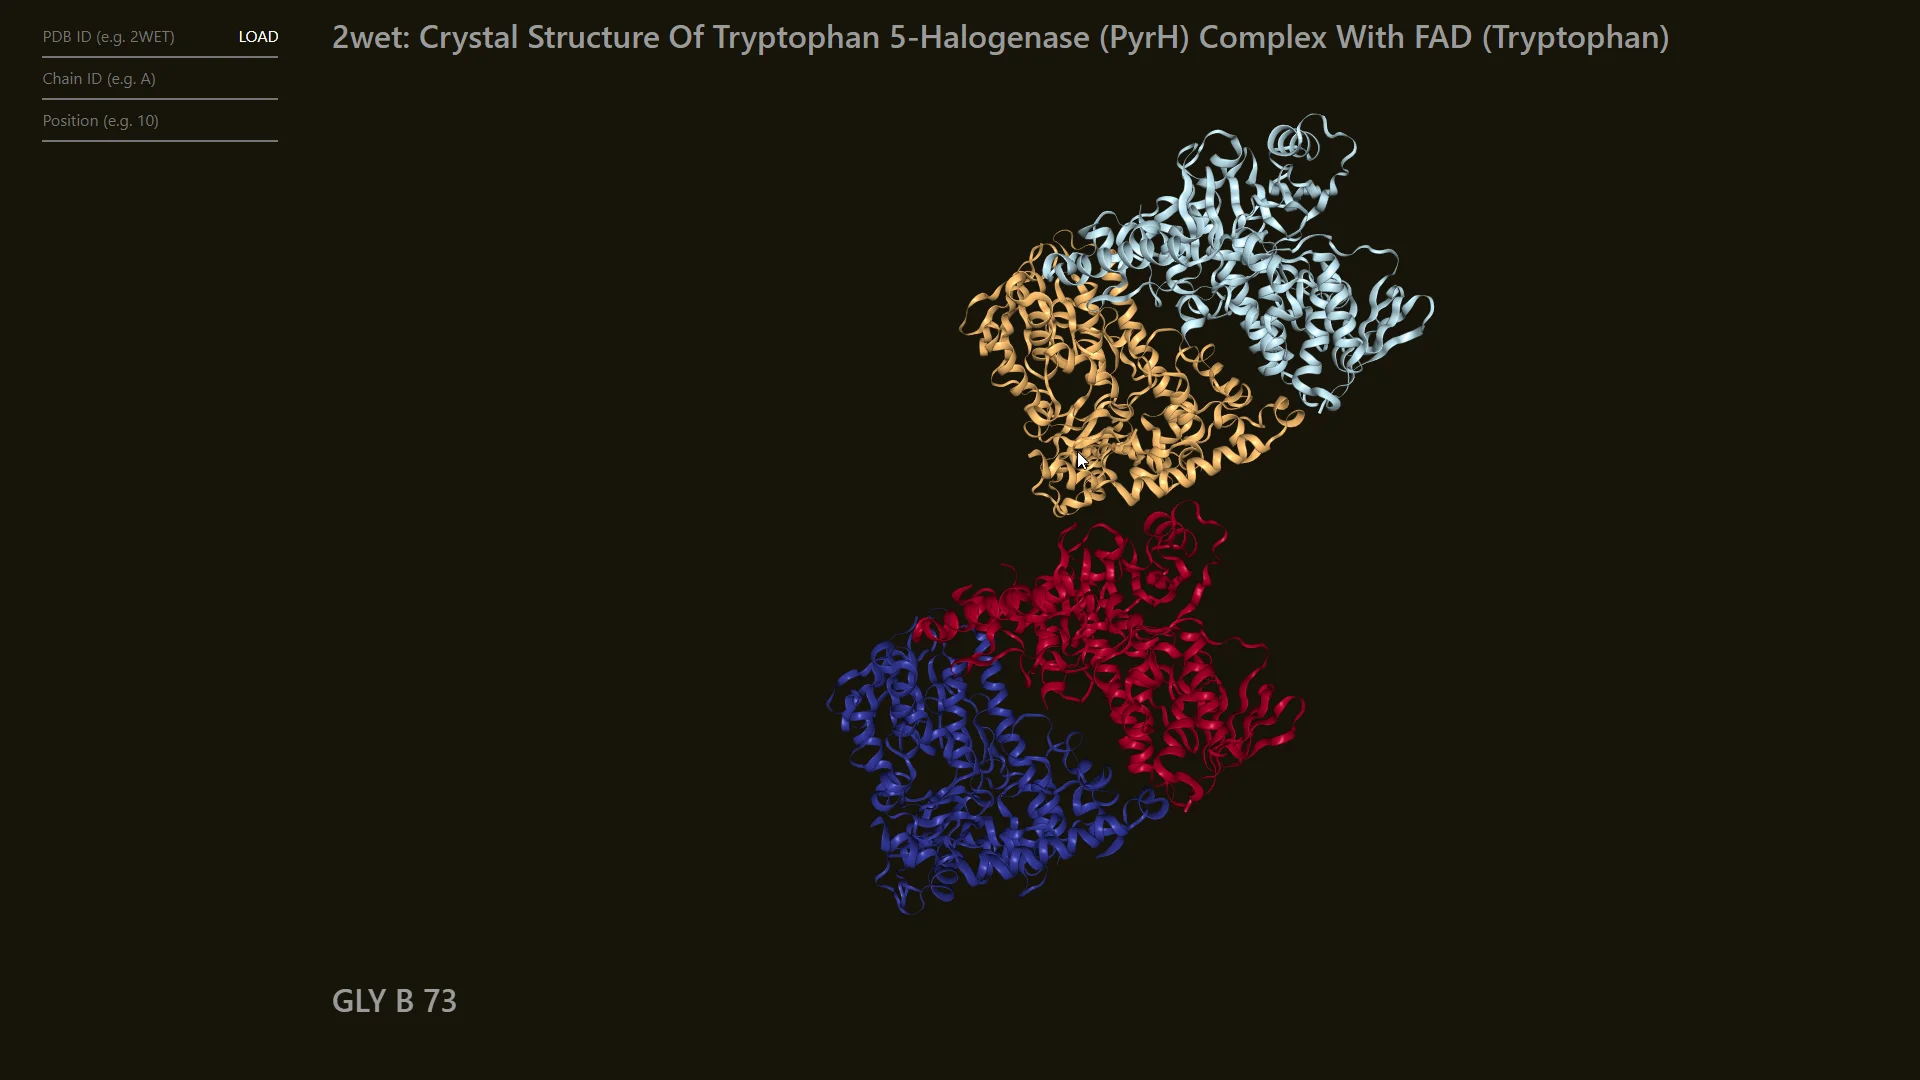 PDB ID (e.g. 2WET) LOAD
Chain ID (e.g. A)
Position (e.g. 10)
2wet: Crystal Structure Of Tryptophan 5-Halogenase (PyrH) Complex With FAD (Tryptophan)
GLY B 73